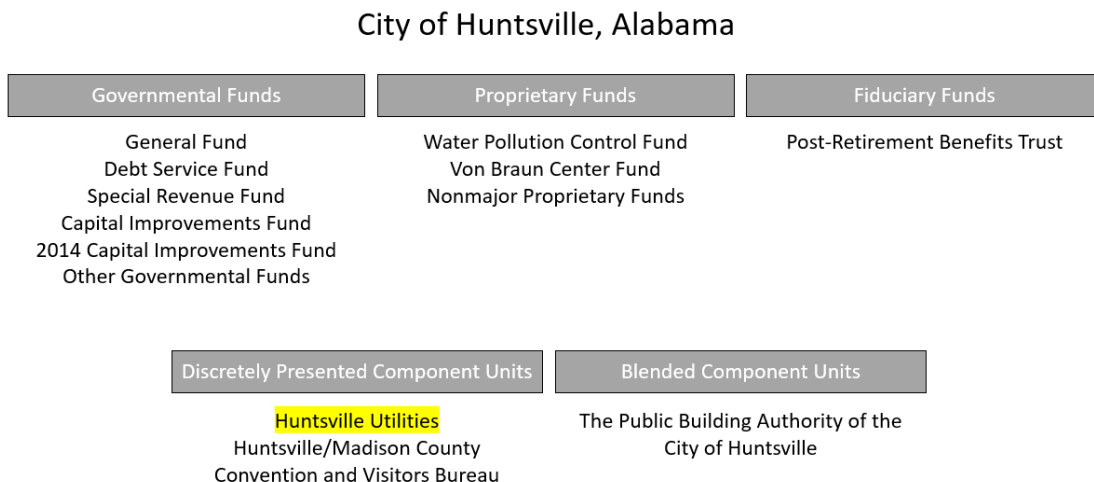 City of Huntsville, Alabama
Governmental Funds
General Fund
Debt Service Fund
Special Revenue Fund
Capital Improvements Fund
2014 Capital Improvements Fund
Other Governmental Funds
Proprietary Funds
Water Pollution Control Fund
Von Braun Center Fund
Nonmajor Proprietary Funds
Fiduciary Funds
Post-Retirement Benefits Trust
Discretely Presented Component Units
Huntsville Utilities
Huntsville/Madison County
Convention and Visitors Bureau
Blended Component Units
The Public Building Authority of the
City of Huntsville